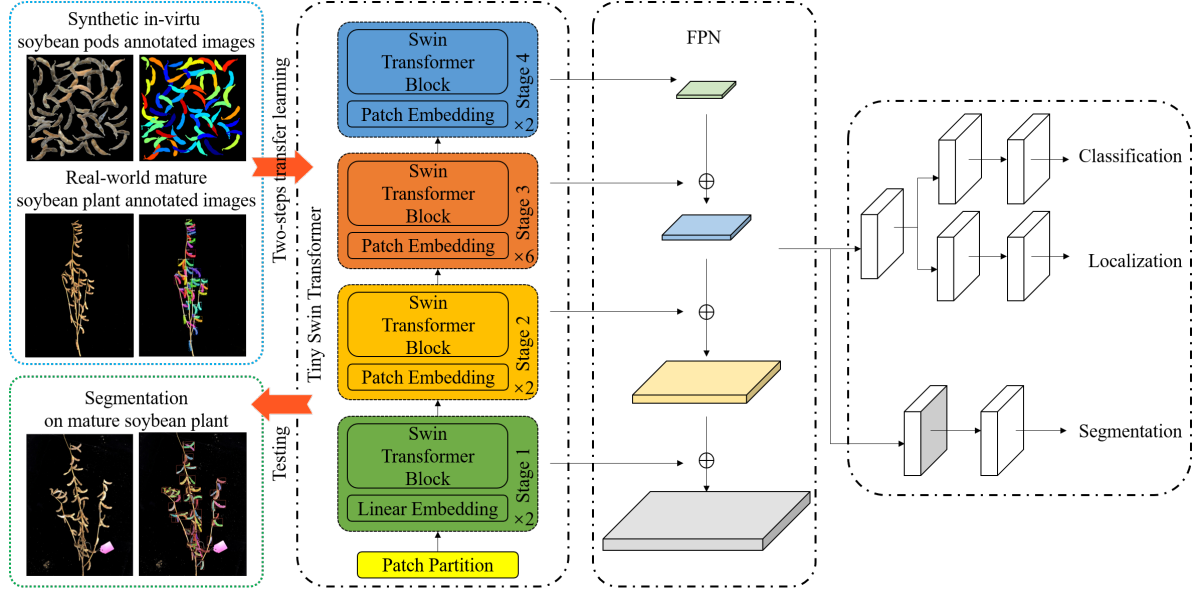 Synthetic in-virtu
soybean pods annotated images
Real-world mature
soybean plant annotated images
Two-steps transfer learning
Segmentation
on mature soybean plant
Testing
Tiny Swin Transformer
Swin
Transformer
Block
Patch Embedding
Stage 4
×2
Swin
Transformer
Block
Patch Embedding
Stage 3
×6
Swin
Transformer
Block
Patch Embedding
Stage 2
×2
Swin
Transformer
Block
Linear Embedding
Stage 1
×2
Patch Partition
FPN
Classification
Localization
Segmentation